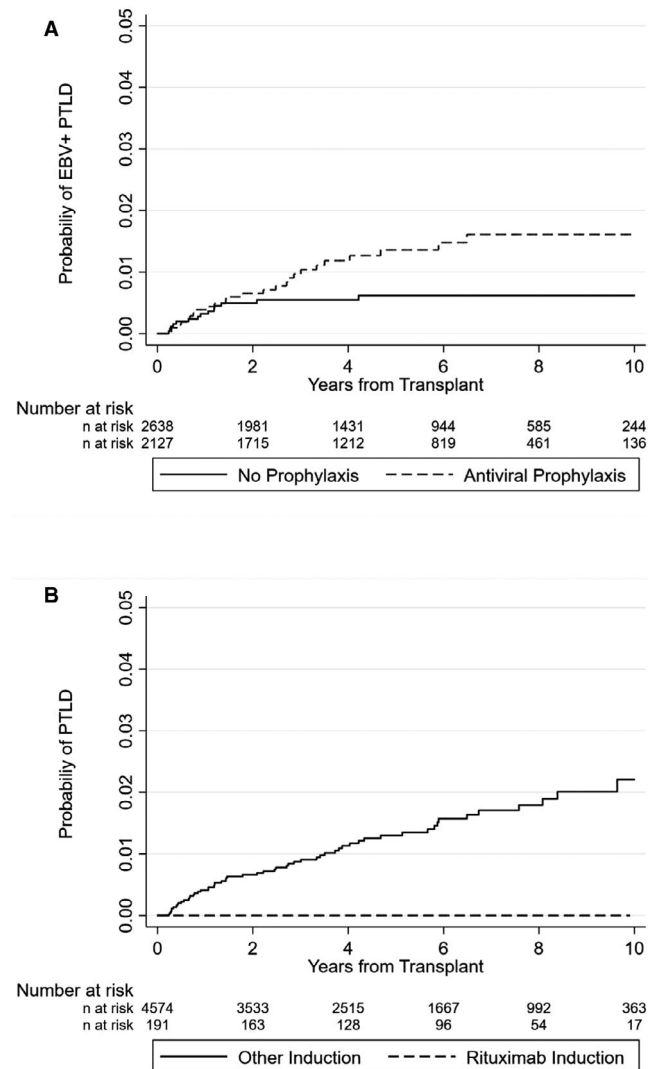 A
Probabiliy of EBV+ PTLD
0.05
0.04
0.03
0.02
0.01
0.00
0 2 4 6 8 10
Years from Transplant
Number at risk
n at risk 2638 1981 1431 944 585 244
n at risk 2127 1715 1212 819 461 136
No Prophylaxis Antiviral Prophylaxis
B
Probabiliy of PTLD
0.05
0.04
0.03
0.02
0.01
0.00
0 2 4 6 8 10
Years from Transplant
Number at risk
n at risk 4574 3533 2515 1667 992 363
n at risk 191 163 128 96 54 17
Other Induction Rituximab Induction